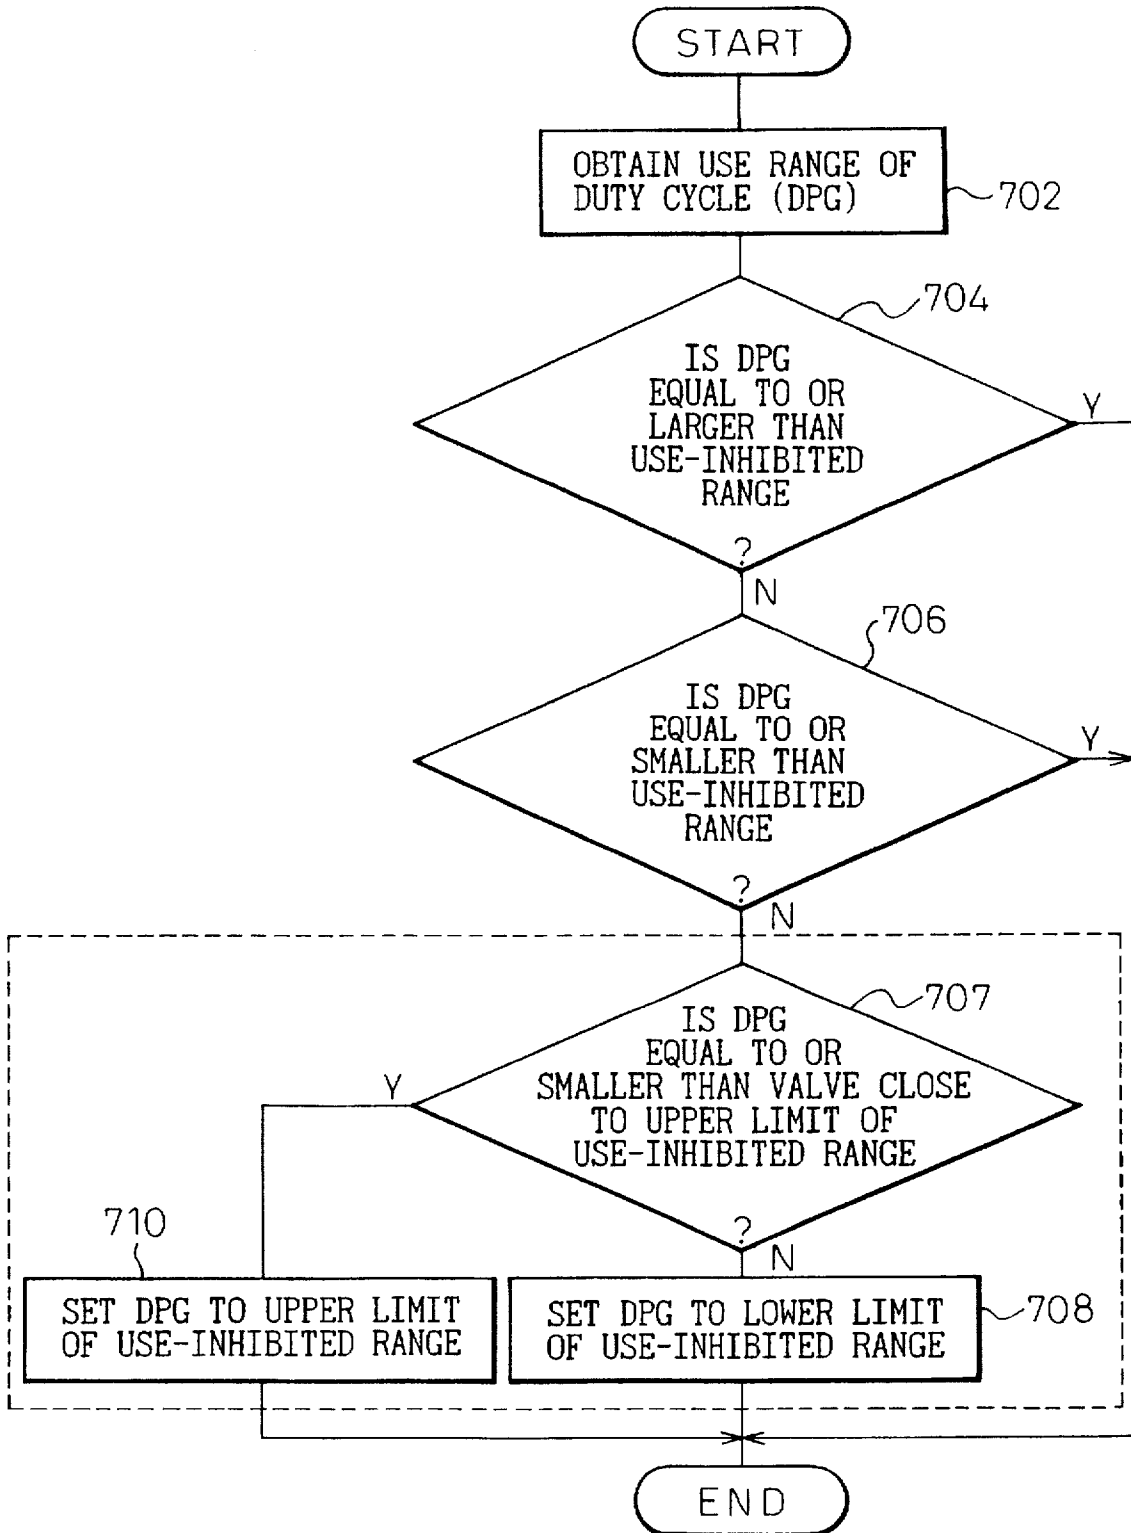 START
OBTAIN USE RANGE OF
DUTY CYCLE (DPG)
702
704
IS DPG
EQUAL TO OR
LARGER THAN
USE-INHIBITED
RANGE
?
Y
N
706
IS DPG
EQUAL TO OR
SMALLER THAN
USE-INHIBITED
RANGE
?
Y
N
707
IS DPG
EQUAL TO OR
SMALLER THAN VALVE CLOSE
TO UPPER LIMIT OF
USE-INHIBITED RANGE
?
Y
N
710
SET DPG TO UPPER LIMIT
OF USE-INHIBITED RANGE
SET DPG TO LOWER LIMIT
OF USE-INHIBITED RANGE
708
END